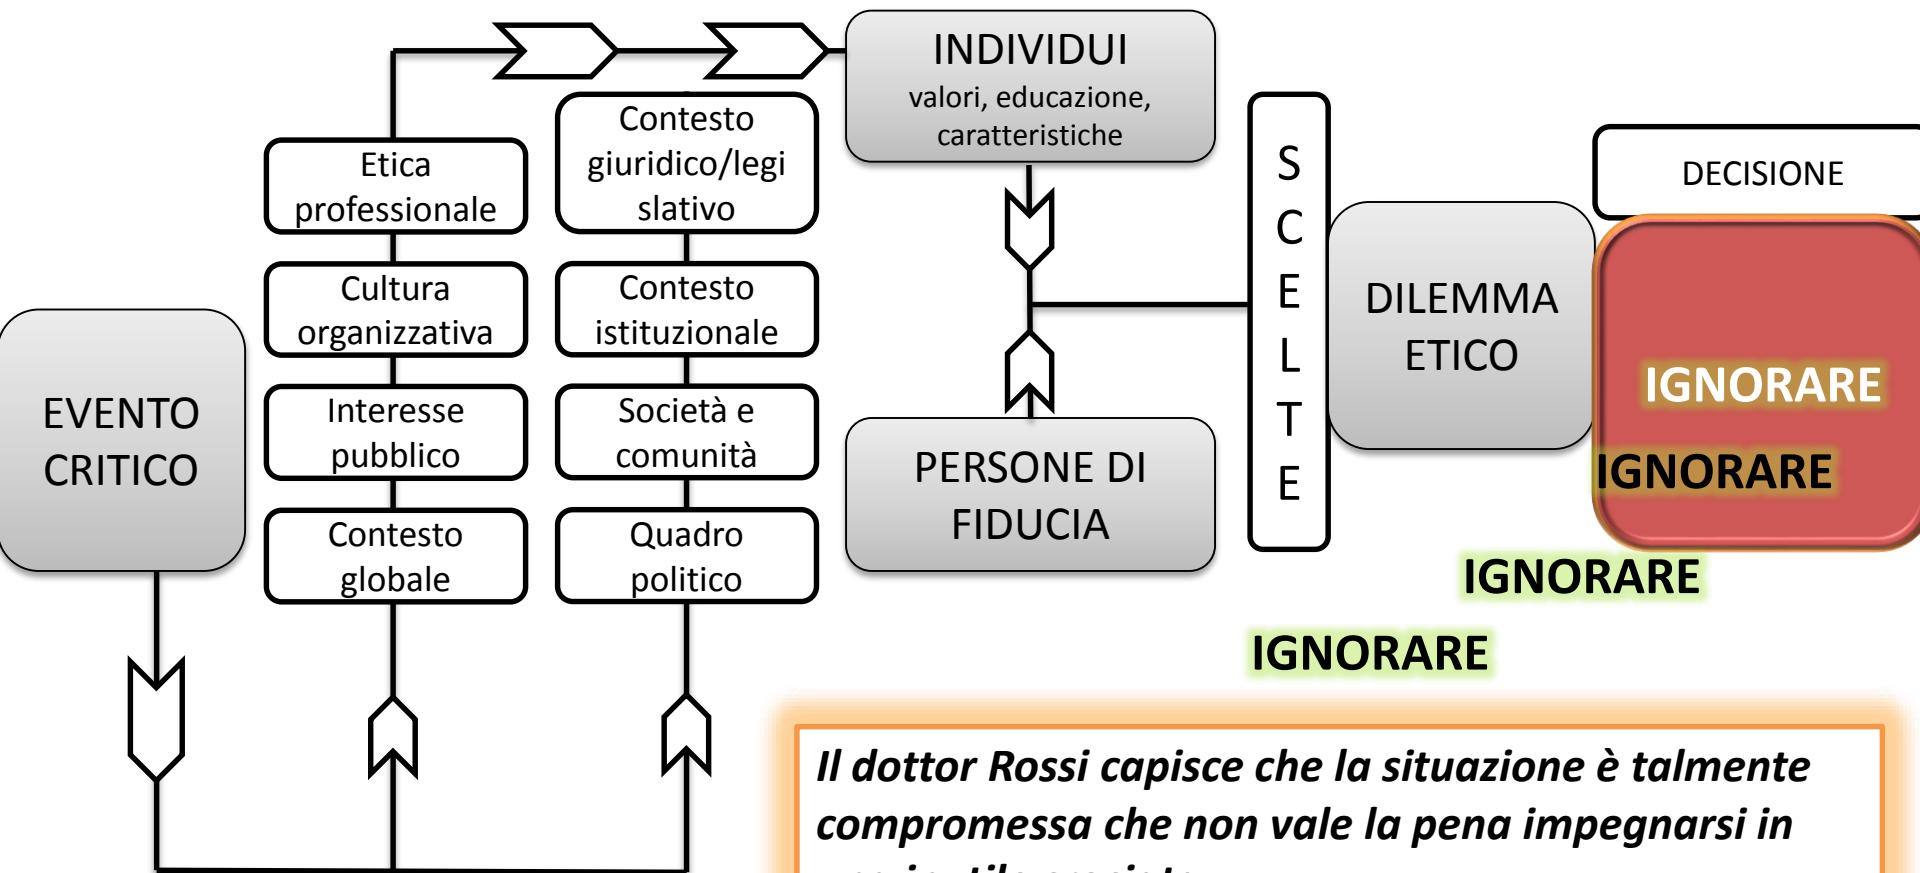 EVENTO
CRITICO
Etica
professionale
Cultura
organizzativa
Interesse
pubblico
Contesto
globale
Contesto
giuridico/legi
slativo
Contesto
istituzionale
Società e
comunità
Quadro
politico
INDIVIDUI
valori, educazione,
caratteristiche
PERSONE DI
FIDUCIA
S
C
E
L
T
E
DILEMMA
ETICO
DECISIONE
IGNORARE
IGNORARE
IGNORARE
IGNORARE
Il dottor Rossi capisce che la situazione è talmente
compromessa che non vale la pena impegnarsi in